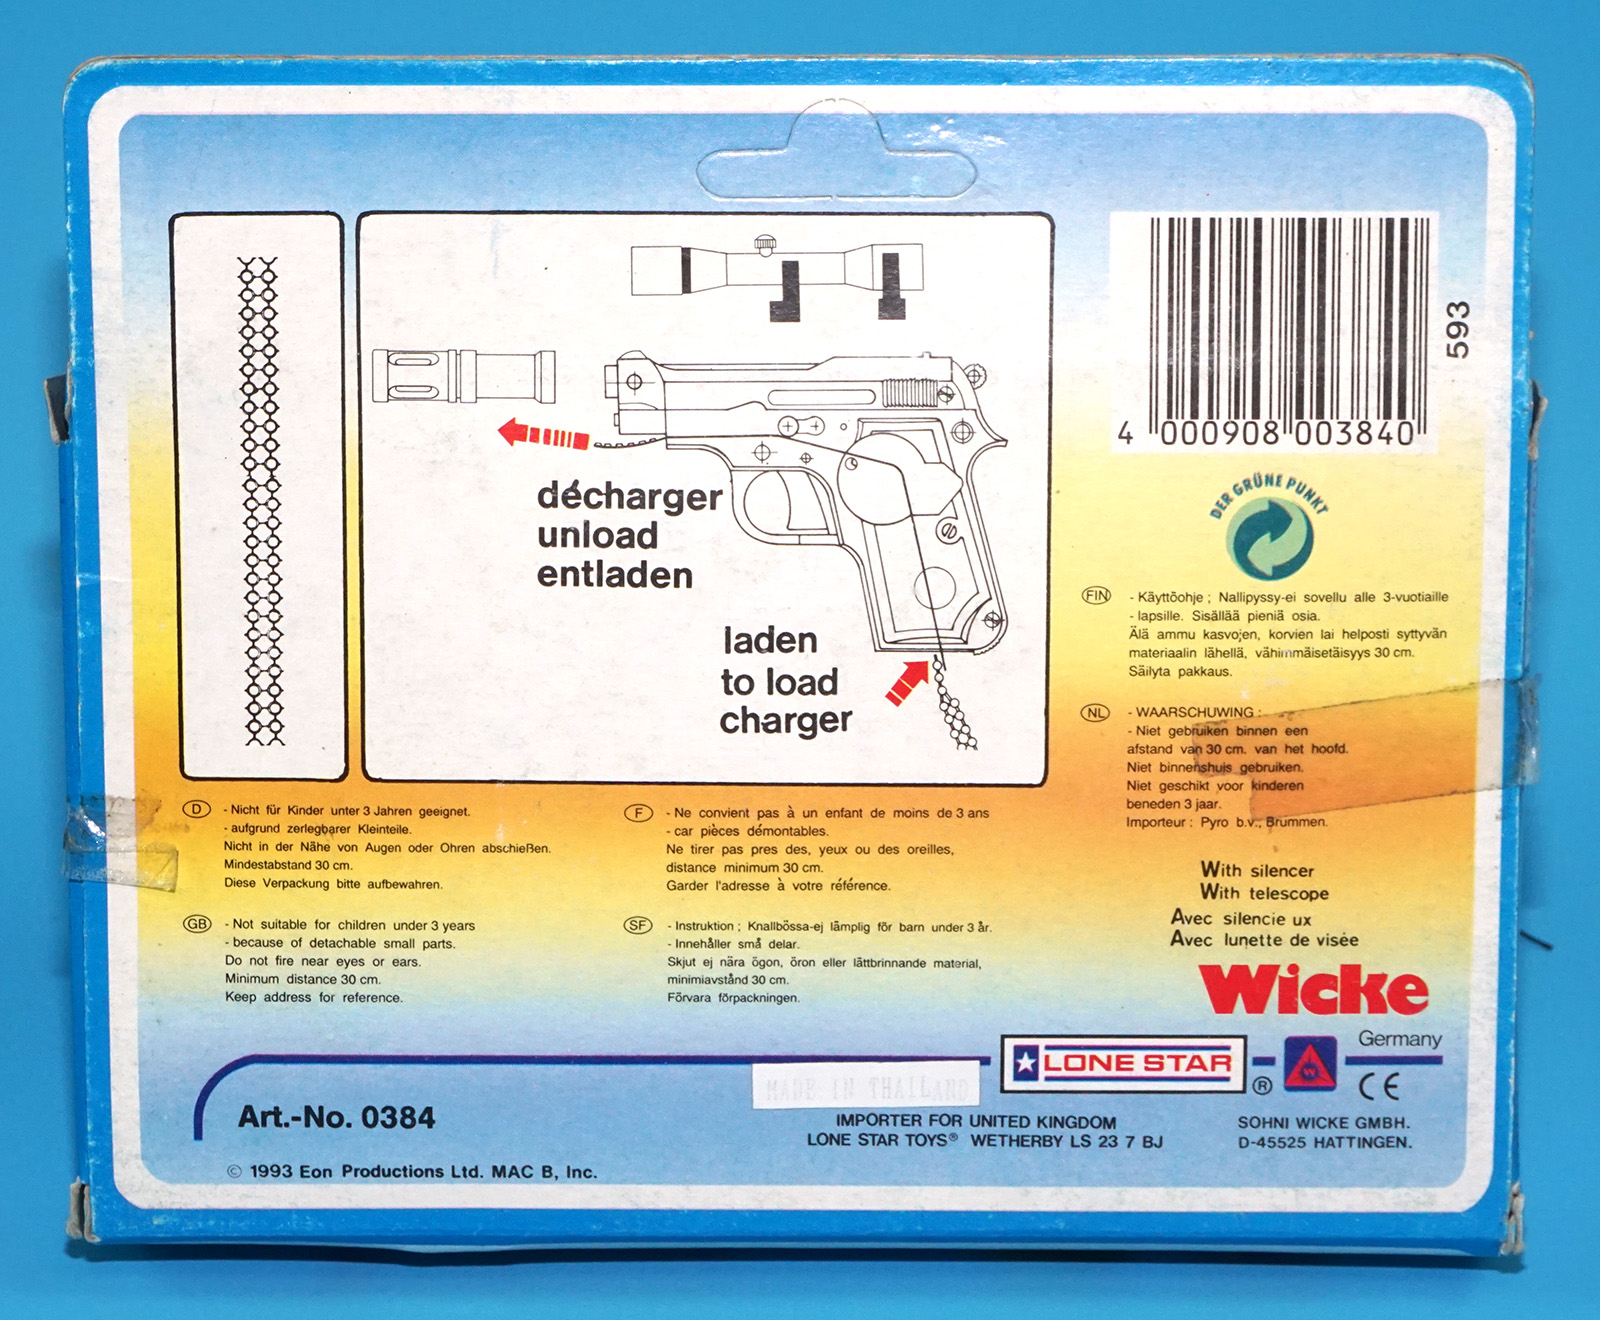 décharger
unload
entladen
laden
to load
charger
593
4 000908 003840
DER GRÜNE PUNKT
FIN - Käyttöohje ; Nallipyssy-ei sovellu alle 3-vuotiaille
- lapsille. Sisällää pieniä osia.
Älä ammu kasvojen, korvien lai helposti syttyvän
materiaalin lähellä, vähimmäisetäisyys 30 cm.
Säilyta pakkaus.
NL - WAARSCHUWING :
- Niet gebruiken binnen een
afstand van 30 cm. van het hoofd.
Niet binnenshuis gebruiken.
Niet geschikt voor kinderen
beneden 3 jaar.
Importeur : Pyro b.v., Brummen.
D - Nicht für Kinder unter 3 Jahren geeignet.
- aufgrund zerlegbarer Kleinteile.
Nicht in der Nähe von Augen oder Ohren abschießen.
Mindestabstand 30 cm.
Diese Verpackung bitte aufbewahren.
F - Ne convient pas à un enfant de moins de 3 ans
- car pièces démontables.
Ne tirer pas pres des, yeux ou des oreilles,
distance minimum 30 cm.
Garder l'adresse à votre référence.
GB - Not suitable for children under 3 years
- because of detachable small parts.
Do not fire near eyes or ears.
Minimum distance 30 cm.
Keep address for reference.
SF - Instruktion ; Knallbössa-ej lämplig för barn under 3 år.
- Innehåller små delar.
Skjut ej nära ögon, öron eller lättbrinnande material,
minimiavstånd 30 cm.
Förvara förpackningen.
With silencer
With telescope
Avec silencie ux
Avec lunette de visée
Wicke
Germany
LONE STAR ® W
CE
MADE IN THAILAND
Art.-No. 0384
IMPORTER FOR UNITED KINGDOM
LONE STAR TOYS® WETHERBY LS 23 7 BJ
SOHNI WICKE GMBH.
D-45525 HATTINGEN.
© 1993 Eon Productions Ltd. MAC B, Inc.